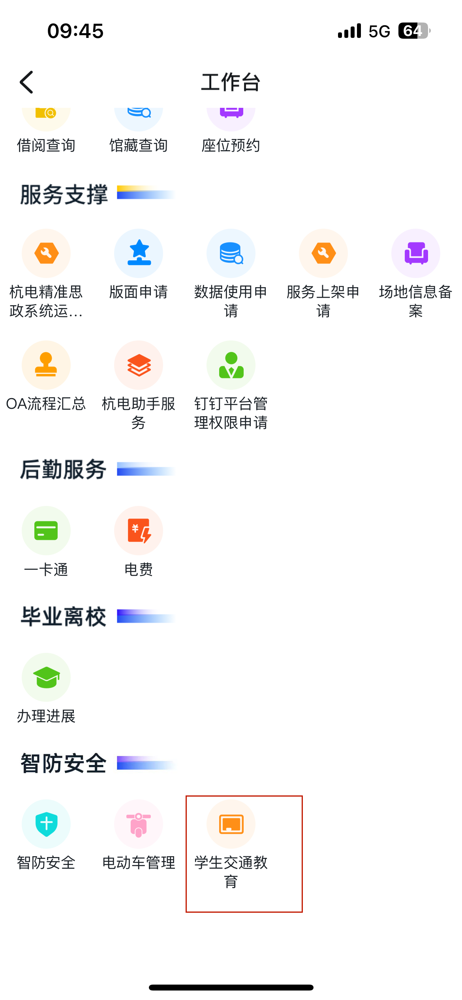 09:45 5G 64
工作台
借阅查询 馆藏查询 座位预约
服务支撑
杭电精准思 版面申请 数据使用申 服务上架申 场地信息备
政系统运... 请 请 案
OA流程汇总 杭电助手服 钉钉平台管
务 理权限申请
后勤服务
¥
一卡通 电费
毕业离校
办理进展
智防安全
智防安全 电动车管理 学生交通教
育